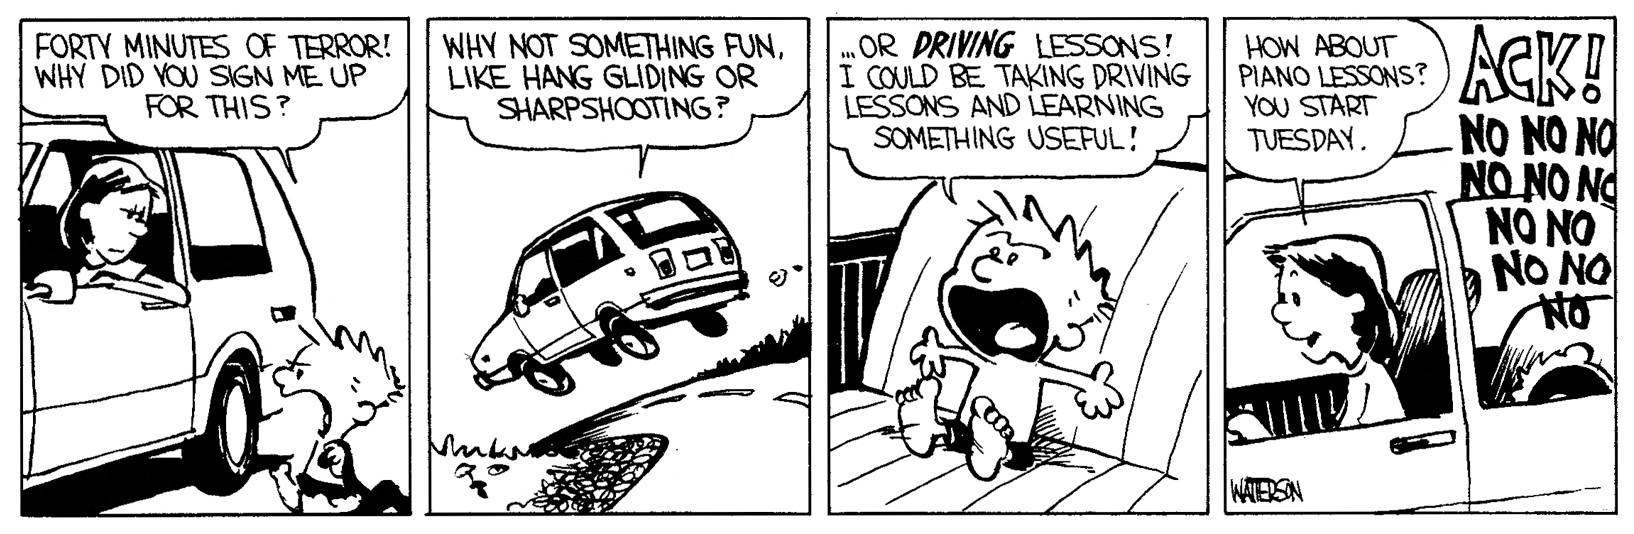 FORTY MINUTES OF TERROR!
WHY DID YOU SIGN ME UP
FOR THIS?
WHY NOT SOMETHING FUN,
LIKE HANG GLIDING OR
SHARPSHOOTING?
...OR DRIVING LESSONS!
I COULD BE TAKING DRIVING
LESSONS AND LEARNING
SOMETHING USEFUL!
HOW ABOUT
PIANO LESSONS?
YOU START
TUESDAY.
ACK!
NO NO NO
NO NO NO
NO NO
NO NO
NO
WATTERSON